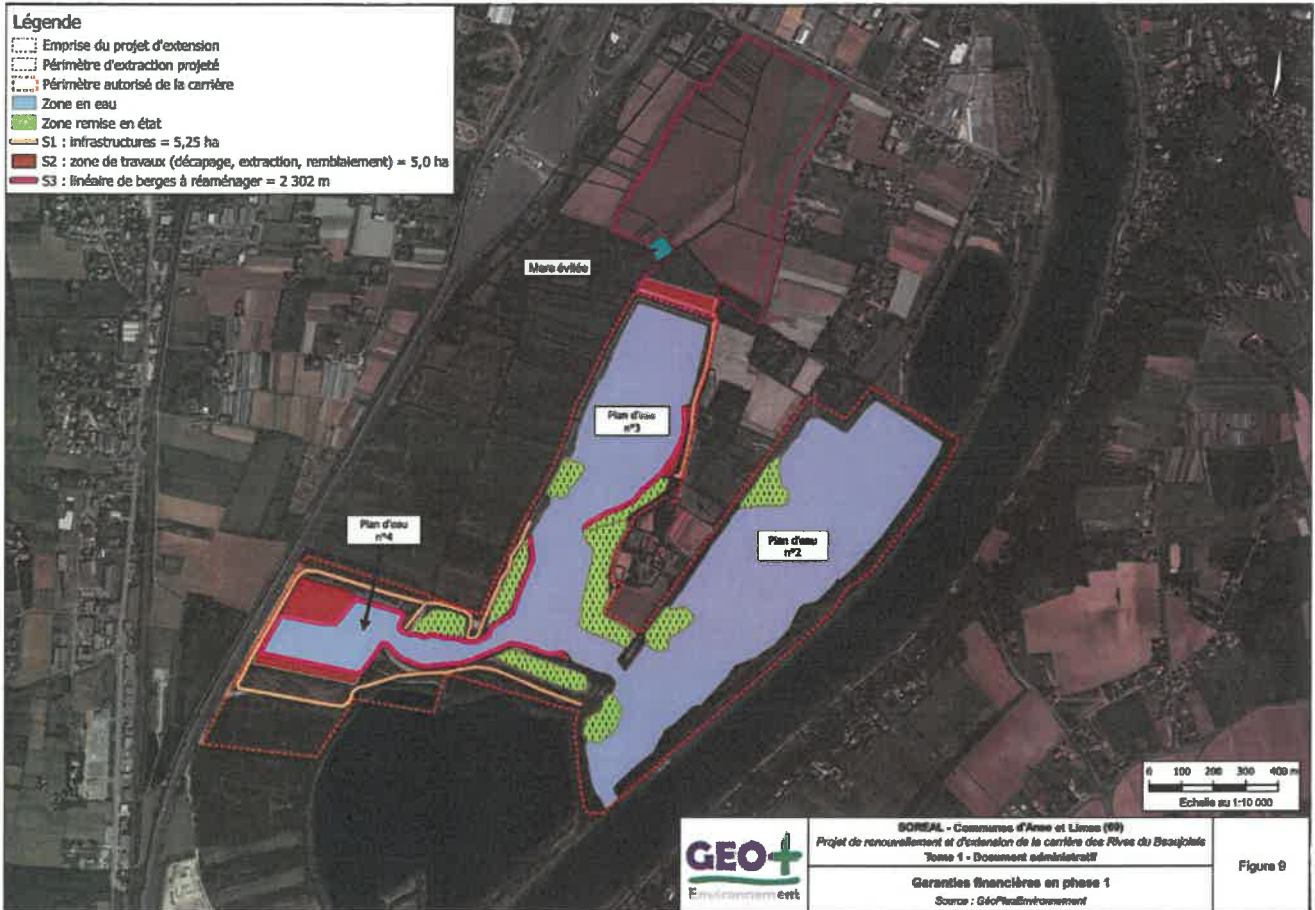 Légende
Emprise du projet d'extension
Périmètre d'extraction projeté
Périmètre autorisé de la carrière
Zone en eau
Zone remise en état
S1 : infrastructures = 5,25 ha
S2 : zone de travaux (décapage, extraction, remblaiement) = 5,0 ha
S3 : linéaire de berges à réaménager = 2 302 m
Mare évitée
Plan d'eau
n°3
Plan d'eau
n°4
Plan d'eau
n°2
0 100 200 300 400 m
Echelle au 1:10 000
GEO+
Environnement
SOREAL - Communes d'Anse et Limas (69)
Projet de renouvellement et d'extension de la carrière des Rives du Beaujolais
Tome 1 - Document administratif
Garanties financières en phase 1
Source : GéoPlusEnvironnement
Figure 9